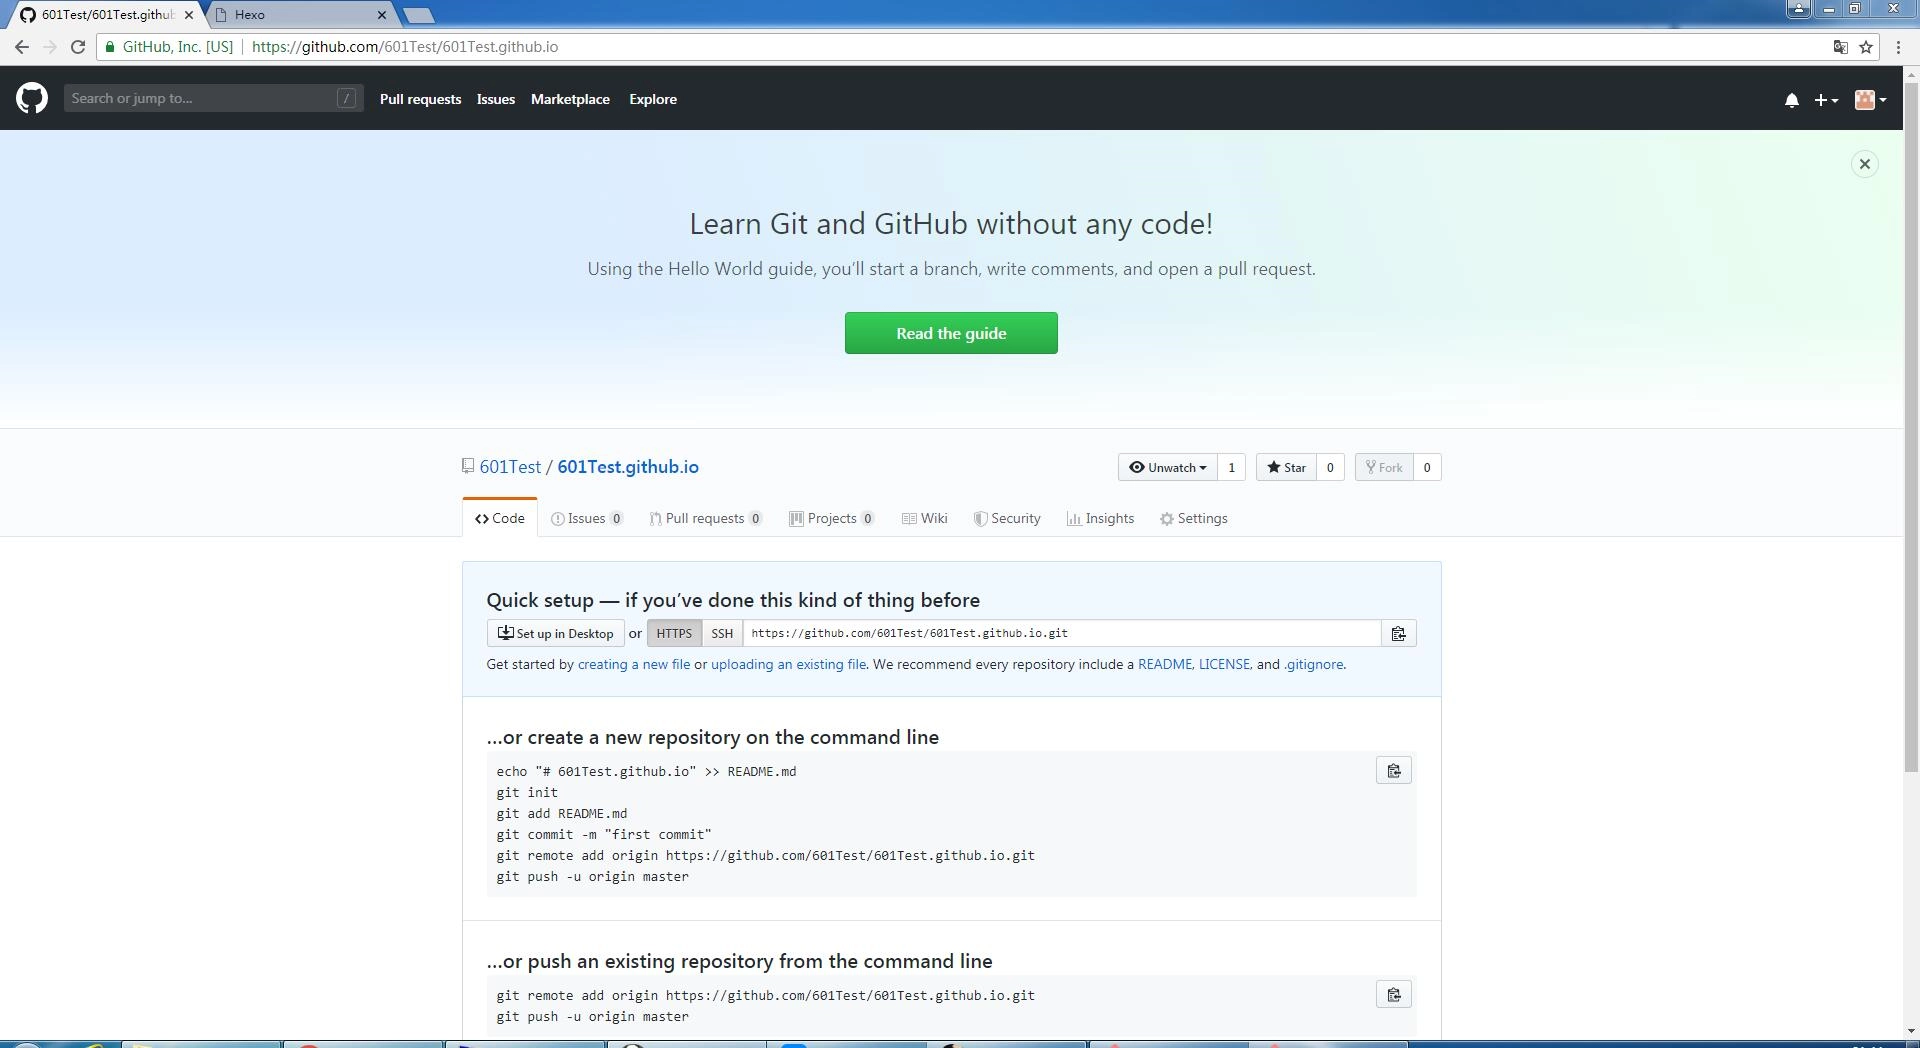 601Test/601Test.github
Hexo
GitHub, Inc. [US] https://github.com/601Test/601Test.github.io
Search or jump to... / Pull requests Issues Marketplace Explore
Learn Git and GitHub without any code!
Using the Hello World guide, you’ll start a branch, write comments, and open a pull request.
Read the guide
601Test / 601Test.github.io Unwatch 1 Star 0 Fork 0
Code Issues 0 Pull requests 0 Projects 0 Wiki Security Insights Settings
Quick setup — if you’ve done this kind of thing before
Set up in Desktop or HTTPS SSH https://github.com/601Test/601Test.github.io.git
Get started by creating a new file or uploading an existing file. We recommend every repository include a README, LICENSE, and .gitignore.
…or create a new repository on the command line
echo "# 601Test.github.io" >> README.md
git init
git add README.md
git commit -m "first commit"
git remote add origin https://github.com/601Test/601Test.github.io.git
git push -u origin master
…or push an existing repository from the command line
git remote add origin https://github.com/601Test/601Test.github.io.git
git push -u origin master